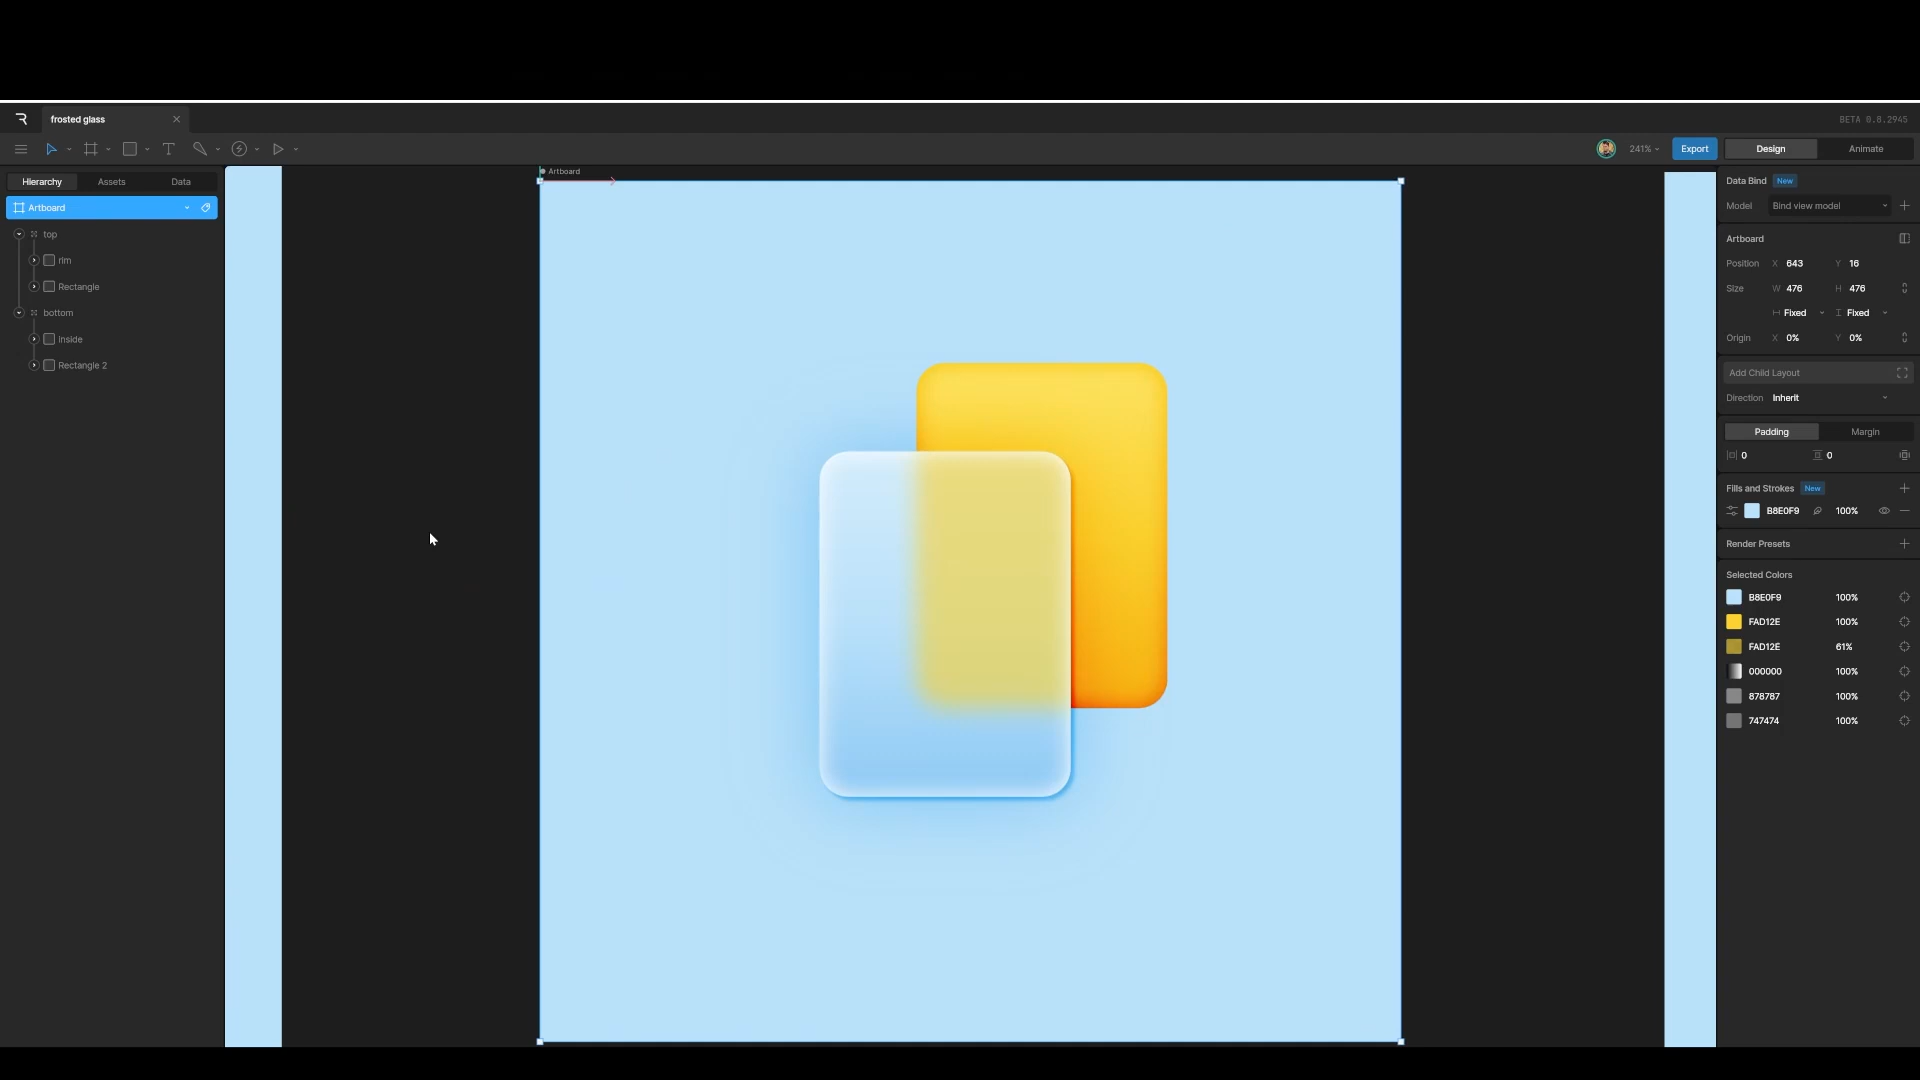 frosted glass
BETA 0.8.2945
241%
Export
Design
Animate
Hierarchy
Assets
Data
Artboard
top
rim
Rectangle
bottom
Inside
Rectangle 2
Artboard
Data Bind New
Model Bind view model
Artboard
Position X 643 Y 16
Size W 476 H 476
Fixed Fixed
Origin X 0% Y 0%
Add Child Layout
Direction Inherit
Padding Margin
0 0
Fills and Strokes New
B8E0F9 100%
Render Presets
Selected Colors
B8E0F9 100%
FAD12E 100%
FAD12E 61%
000000 100%
878787 100%
747474 100%